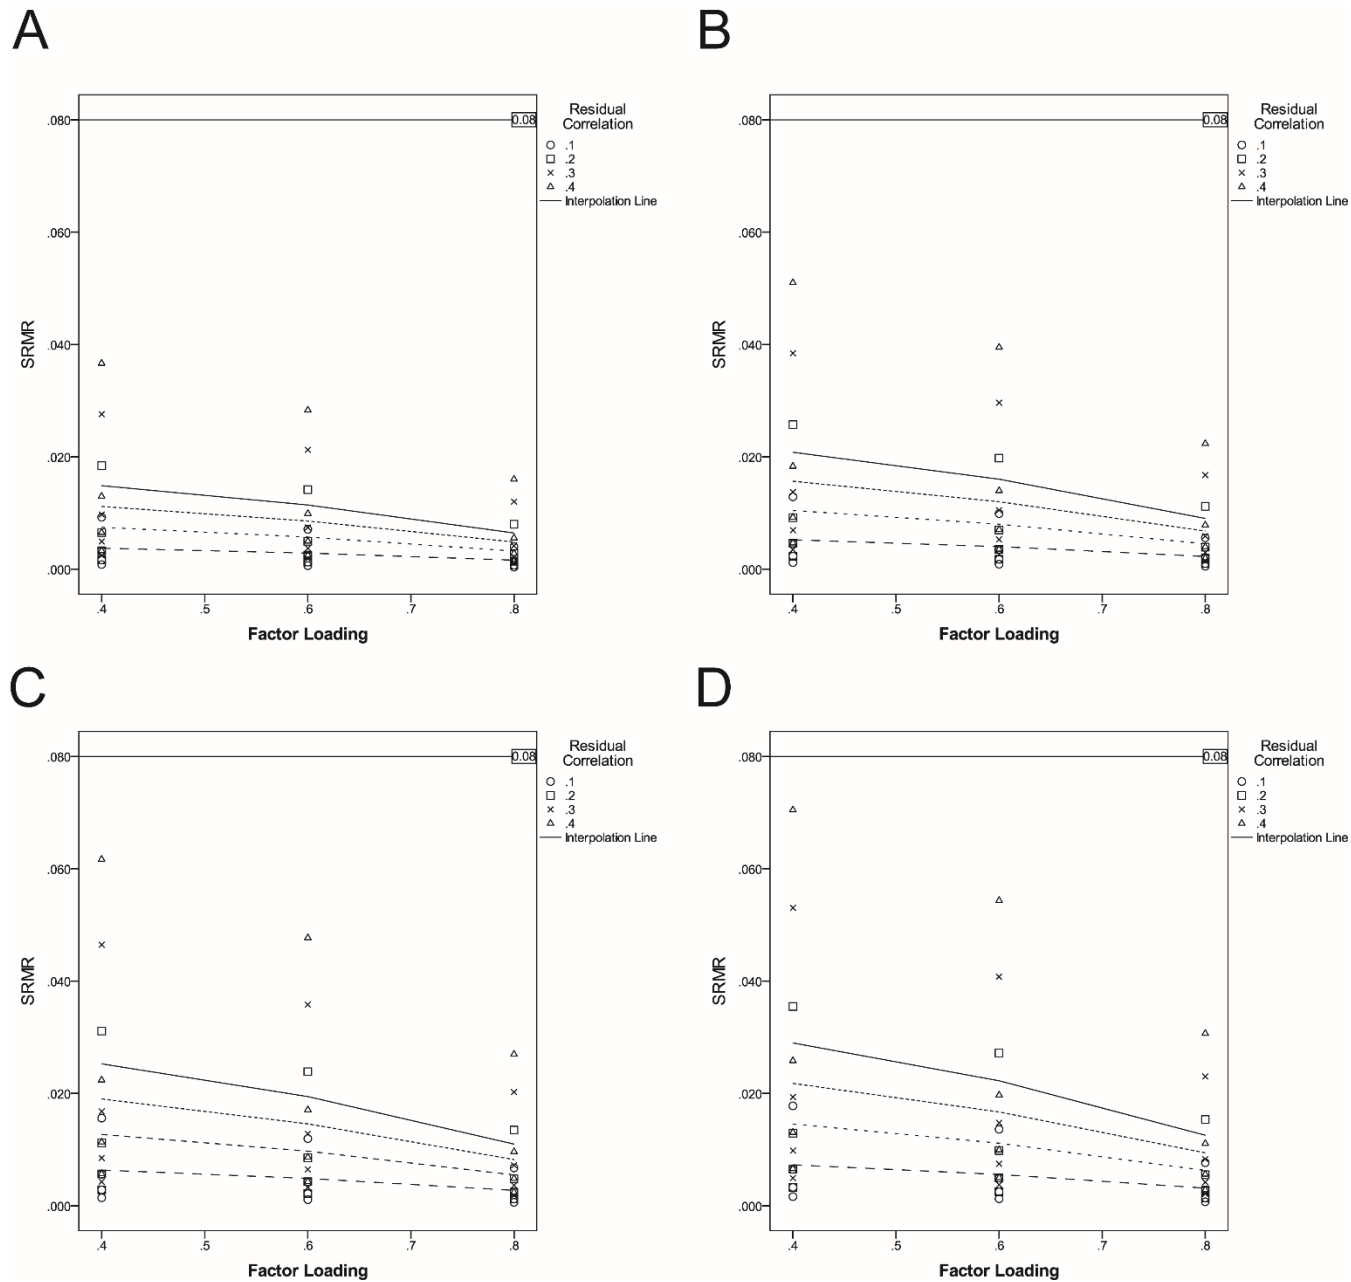 A
B
.080
0.08
Residual
Correlation
.1
.2
.3
.4
Interpolation Line
.060
.040
.020
.000
SRMR
.4
.5
.6
.7
.8
Factor Loading
.080
0.08
Residual
Correlation
.1
.2
.3
.4
Interpolation Line
.060
.040
.020
.000
SRMR
.4
.5
.6
.7
.8
Factor Loading
C
D
.080
0.08
Residual
Correlation
.1
.2
.3
.4
Interpolation Line
.060
.040
.020
.000
SRMR
.4
.5
.6
.7
.8
Factor Loading
.080
0.08
Residual
Correlation
.1
.2
.3
.4
Interpolation Line
.060
.040
.020
.000
SRMR
.4
.5
.6
.7
.8
Factor Loading